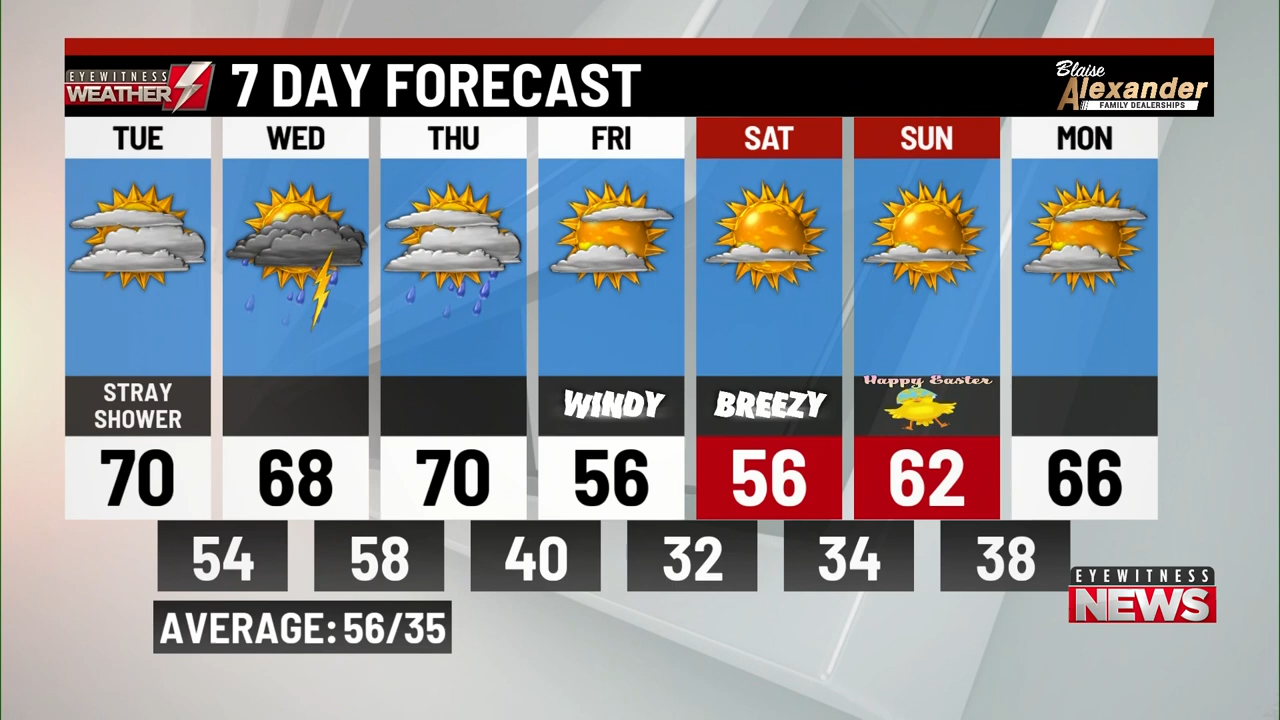 EYEWITNESS
WEATHER
7 DAY FORECAST
Blaise
Alexander
FAMILY DEALERSHIPS
TUE WED THU FRI SAT SUN MON
STRAY
SHOWER
WINDY
BREEZY
Happy Easter
70 68 70 56 56 62 66
54 58 40 32 34 38
AVERAGE: 56/35
EYEWITNESS
NEWS